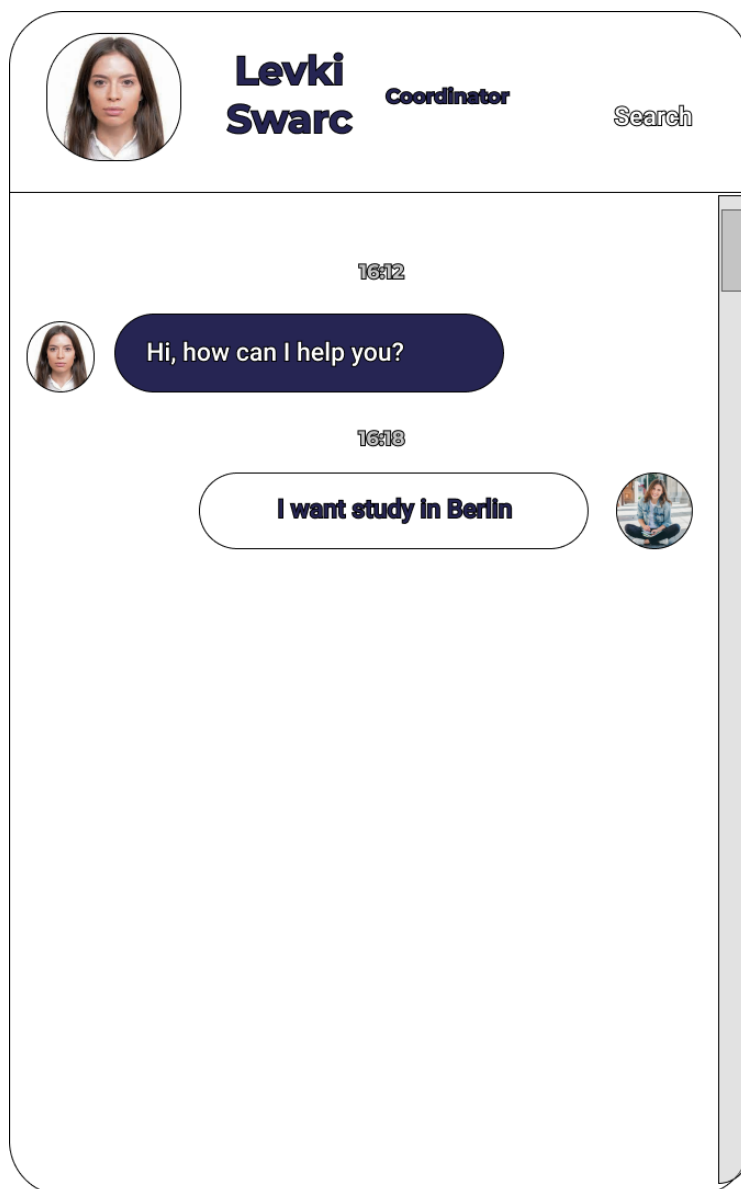 Levki
Swarc
Coordinator
Search
16:12
Hi, how can I help you?
16:18
I want study in Berlin